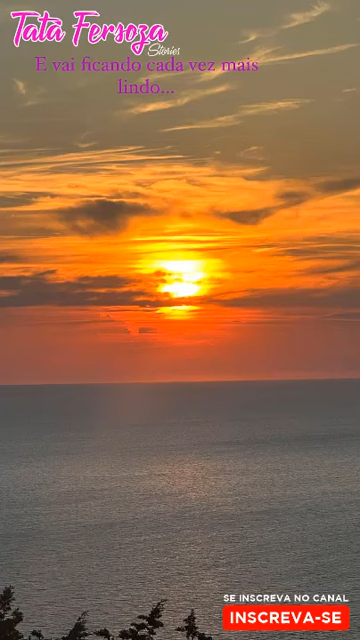 Tata Fersoza
Stories
E vai ficando cada vez mais
lindo...
SE INSCREVA NO CANAL
INSCREVA-SE